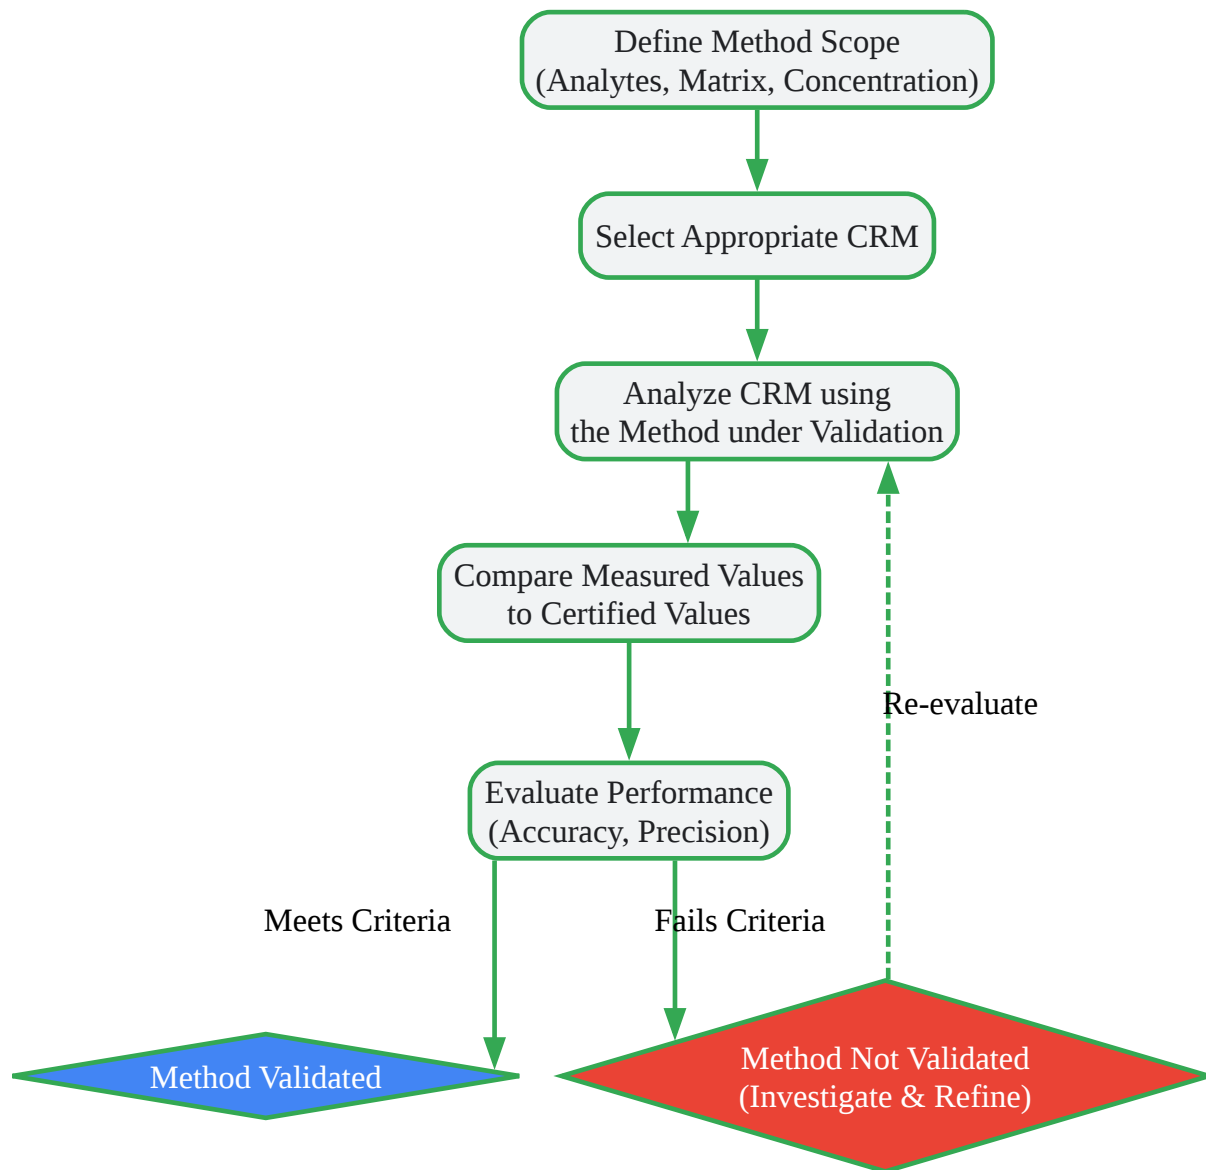 Define Method Scope
(Analytes, Matrix, Concentration)
Select Appropriate CRM
Analyze CRM using
the Method under Validation
Compare Measured Values
to Certified Values
Re-evaluate
Evaluate Performance
(Accuracy, Precision)
Meets Criteria
Fails Criteria
Method Validated
Method Not Validated
(Investigate & Refine)